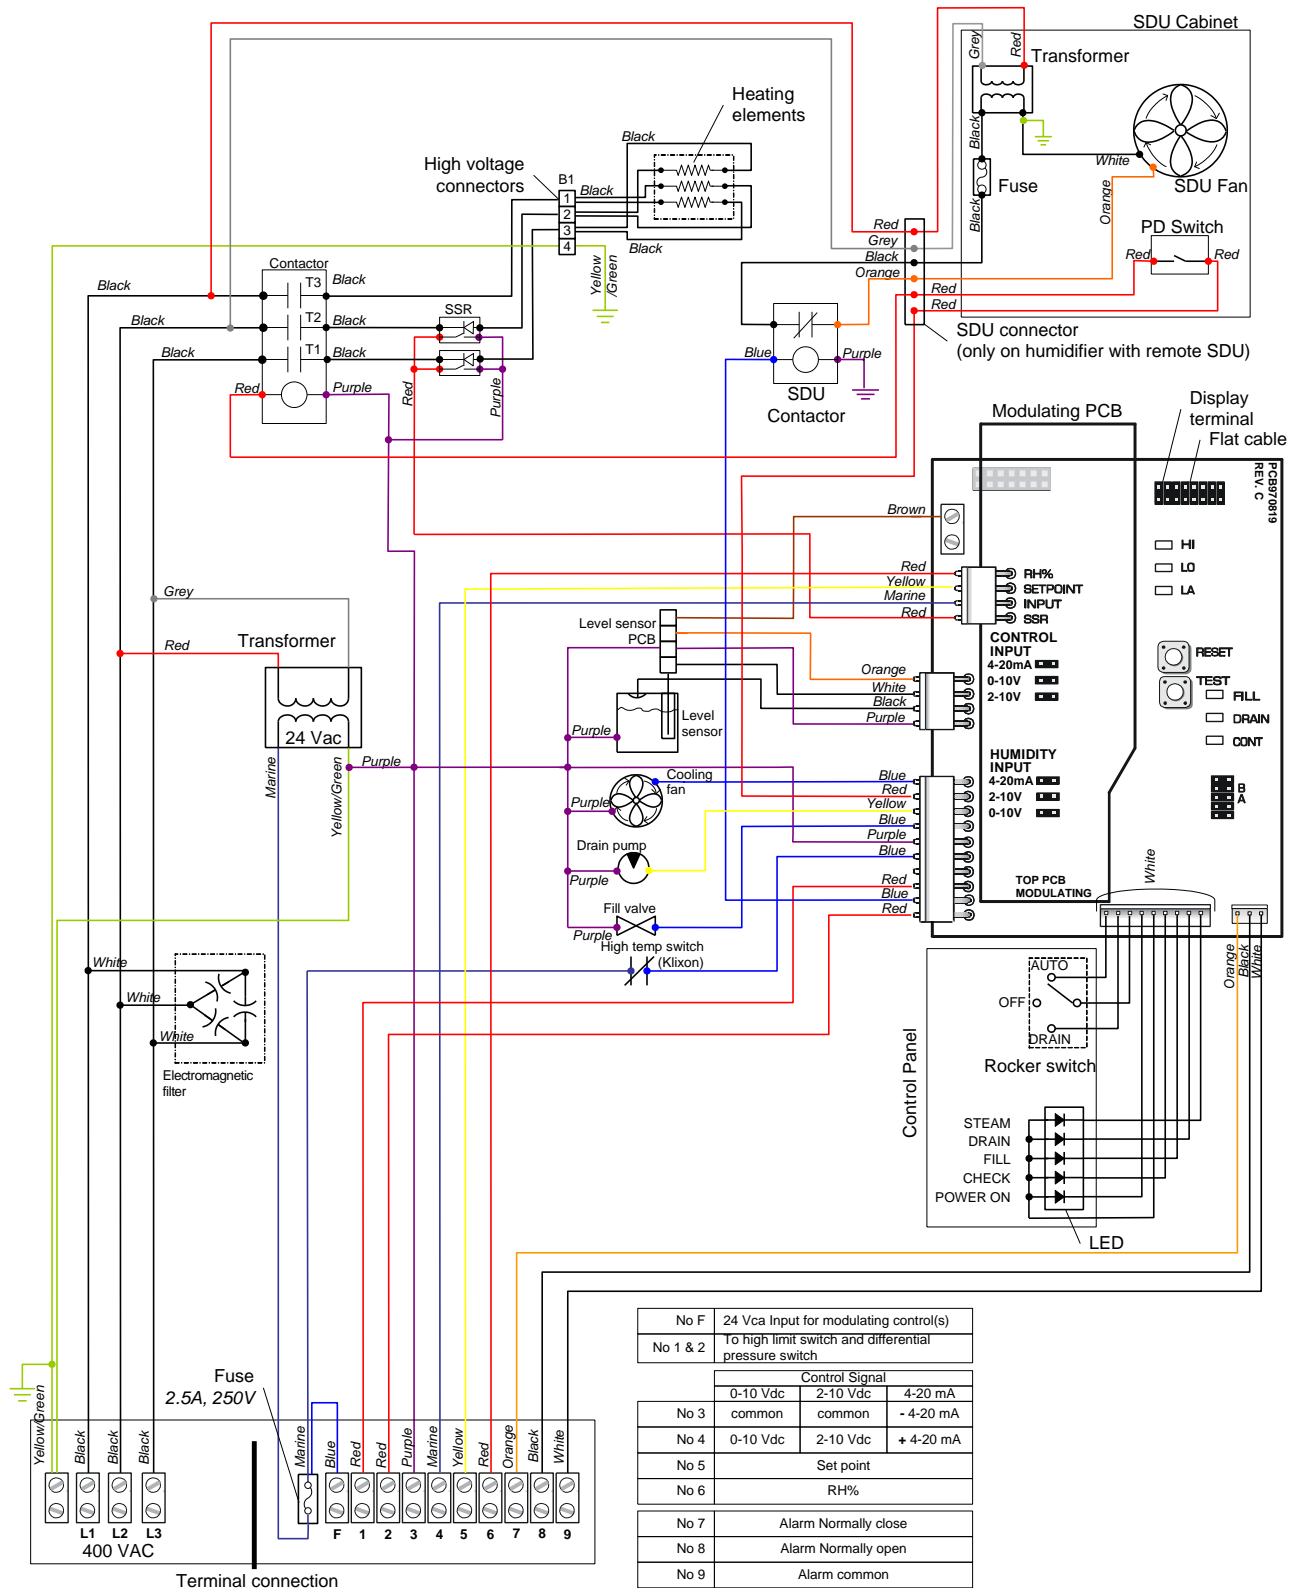 SDU Cabinet
Grey
Red
Transformer
Heating
elements
Black
Black
White
SDU Fan
Fuse
Orange
Black
High voltage
connectors
B1
1
2
3
4
Black
Black
Yellow
/Green
PD Switch
Red
Red
Red
Grey
Black
Orange
Red
Red
SDU connector
(only on humidifier with remote SDU)
Contactor
Black
T3
Black
Black
T2
Black
Black
T1
Black
Red
Purple
SSR
Red
Purple
Blue
Purple
SDU
Contactor
Modulating PCB
Display
terminal
Flat cable
PCB970819
REV. C
Brown
HI
LO
LA
Red
Yellow
Marine
Red
RH%
SETPOINT
INPUT
SSR
CONTROL
INPUT
4-20mA
0-10V
2-10V
RESET
TEST
FILL
DRAIN
CONT
Grey
Red
Transformer
24 Vac
Marine
Yellow/Green
Purple
Level sensor
PCB
Level
sensor
Purple
Orange
White
Black
Purple
HUMIDITY
INPUT
4-20mA
2-10V
0-10V
B
A
Cooling
fan
Purple
Drain pump
Purple
Fill valve
Purple
High temp switch
(Klixon)
Blue
Red
Yellow
Blue
Purple
Blue
Red
Blue
Red
TOP PCB
MODULATING
White
Orange
Black
White
White
White
White
Electromagnetic
filter
Control Panel
AUTO
OFF
DRAIN
Rocker switch
STEAM
DRAIN
FILL
CHECK
POWER ON
LED
No F 24 Vca Input for modulating control(s)
No 1 & 2 To high limit switch and differential
pressure switch
Control Signal
0-10 Vdc 2-10 Vdc 4-20 mA
No 3 common common - 4-20 mA
No 4 0-10 Vdc 2-10 Vdc + 4-20 mA
No 5 Set point
No 6 RH%
No 7 Alarm Normally close
No 8 Alarm Normally open
No 9 Alarm common
Fuse
2.5A, 250V
Yellow/Green
Black
Black
Black
Marine
Blue
Red
Red
Purple
Marine
Yellow
Red
Orange
Black
White
L1 L2 L3 F 1 2 3 4 5 6 7 8 9
400 VAC
Terminal connection